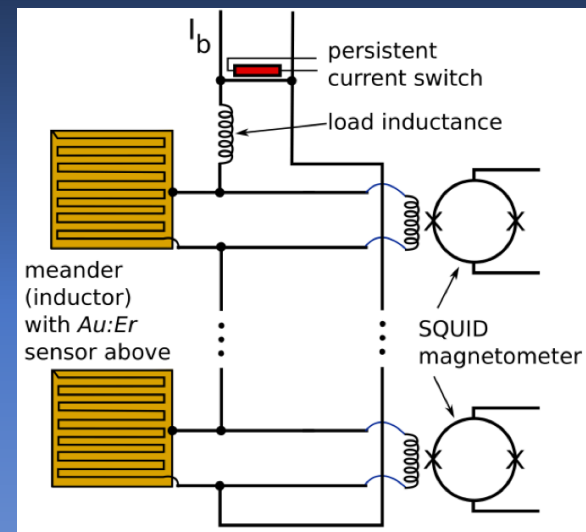 I_b
persistent
current switch
load inductance
meander
(inductor)
with Au:Er
sensor above
SQUID
magnetometer